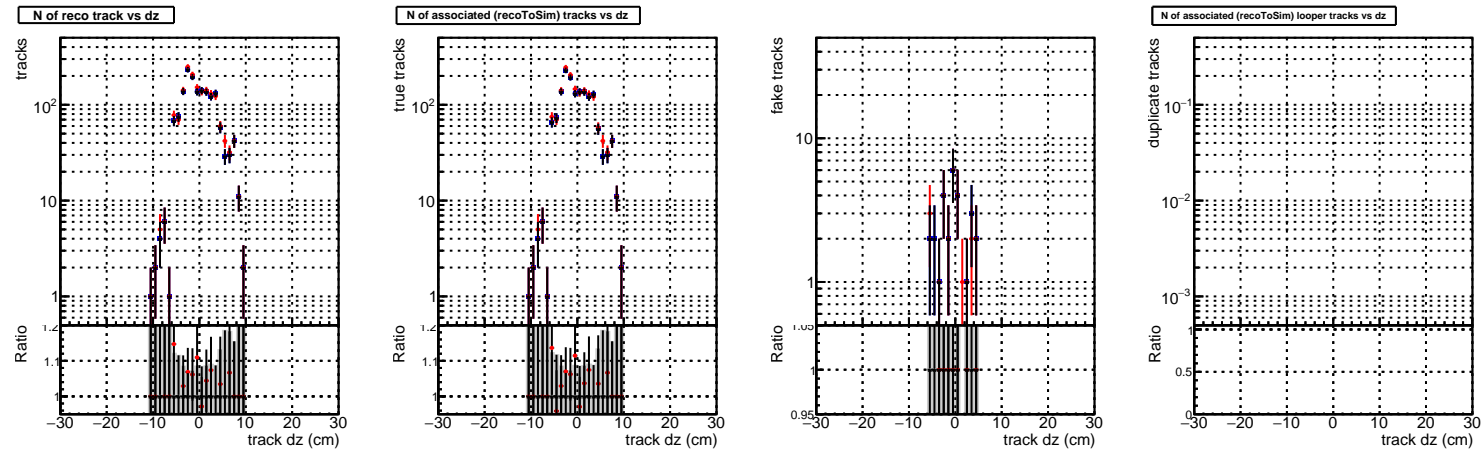 N of reco track vs dz
tracks
10²
10
1
1.2
1.1
1
Ratio
−30 −20 −10 0 10 20 30
track dz (cm)
N of associated (recoToSim) tracks vs dz
true tracks
10²
10
1
1.2
1.1
1
Ratio
−30 −20 −10 0 10 20 30
track dz (cm)
fake tracks
10
1
1.05
1
0.95
Ratio
−30 −20 −10 0 10 20 30
track dz (cm)
N of associated (recoToSim) looper tracks vs dz
duplicate tracks
10⁻¹
10⁻²
10⁻³
1
0.5
0
Ratio
−30 −20 −10 0 10 20 30
track dz (cm)